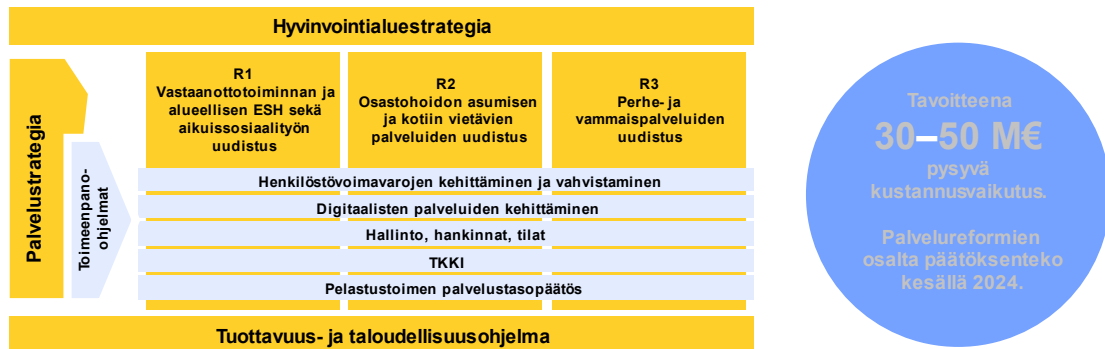 Hyvinvointialuestrategia
Palvelustrategia
Toimeenpano-
ohjelmat
R1
Vastaanottotoiminnan ja
alueellisen ESH sekä
aikuissosiaalityön
uudistus
R2
Osastohoidon asumisen
ja kotiin vietävien
palveluiden uudistus
R3
Perhe- ja
vammaispalveluiden
uudistus
Henkilöstövoimavarojen kehittäminen ja vahvistaminen
Digitaalisten palveluiden kehittäminen
Hallinto, hankinnat, tilat
TKKI
Pelastustoimen palvelustasopäätös
Tuottavuus- ja taloudellisuusohjelma
Tavoitteena
30–50 M€
pysyvä
kustannusvaikutus.
Palvelureformien
osalta päätöksenteko
kesällä 2024.